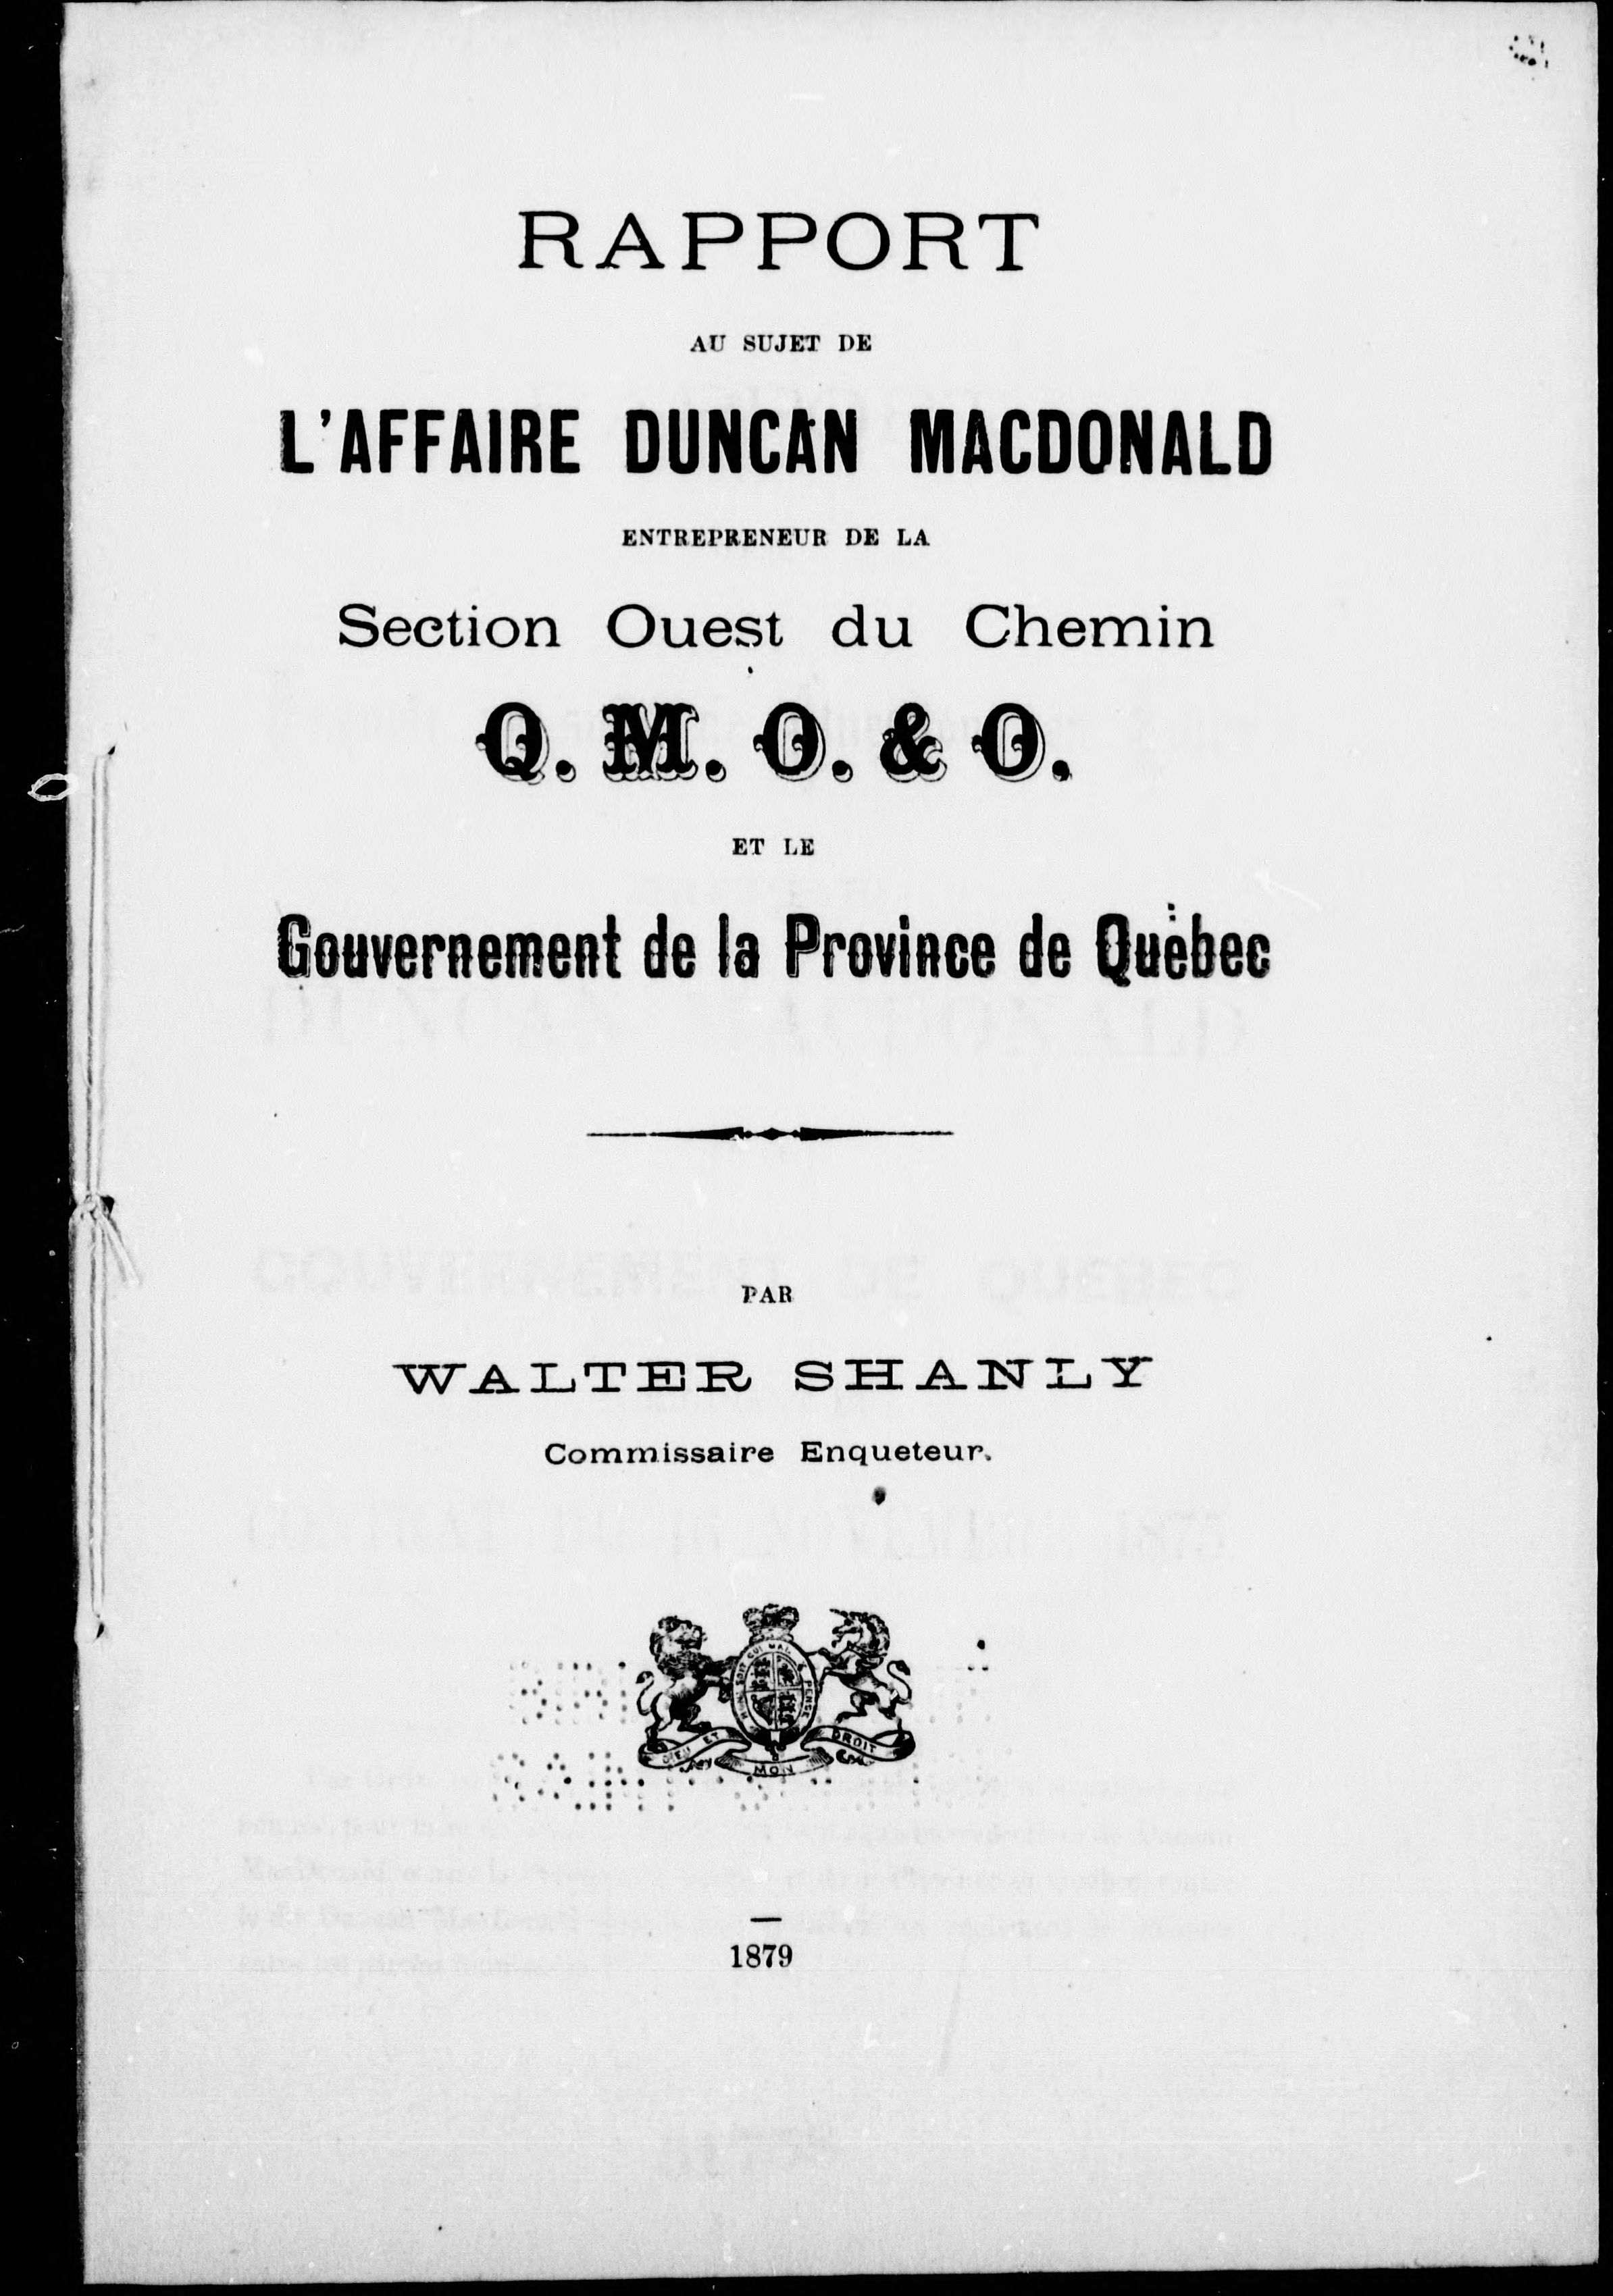 RAPPORT
AU SUJET DE
L'AFFAIRE DUNCAN MACDONALD
ENTREPRENEUR DE LA
Section Ouest du Chemin
Q. M. O. & O.
ET LE
Gouvernement de la Province de Québec
PAR
WALTER SHANLY
Commissaire Enqueteur.
DIEU ET MON DROIT
1879